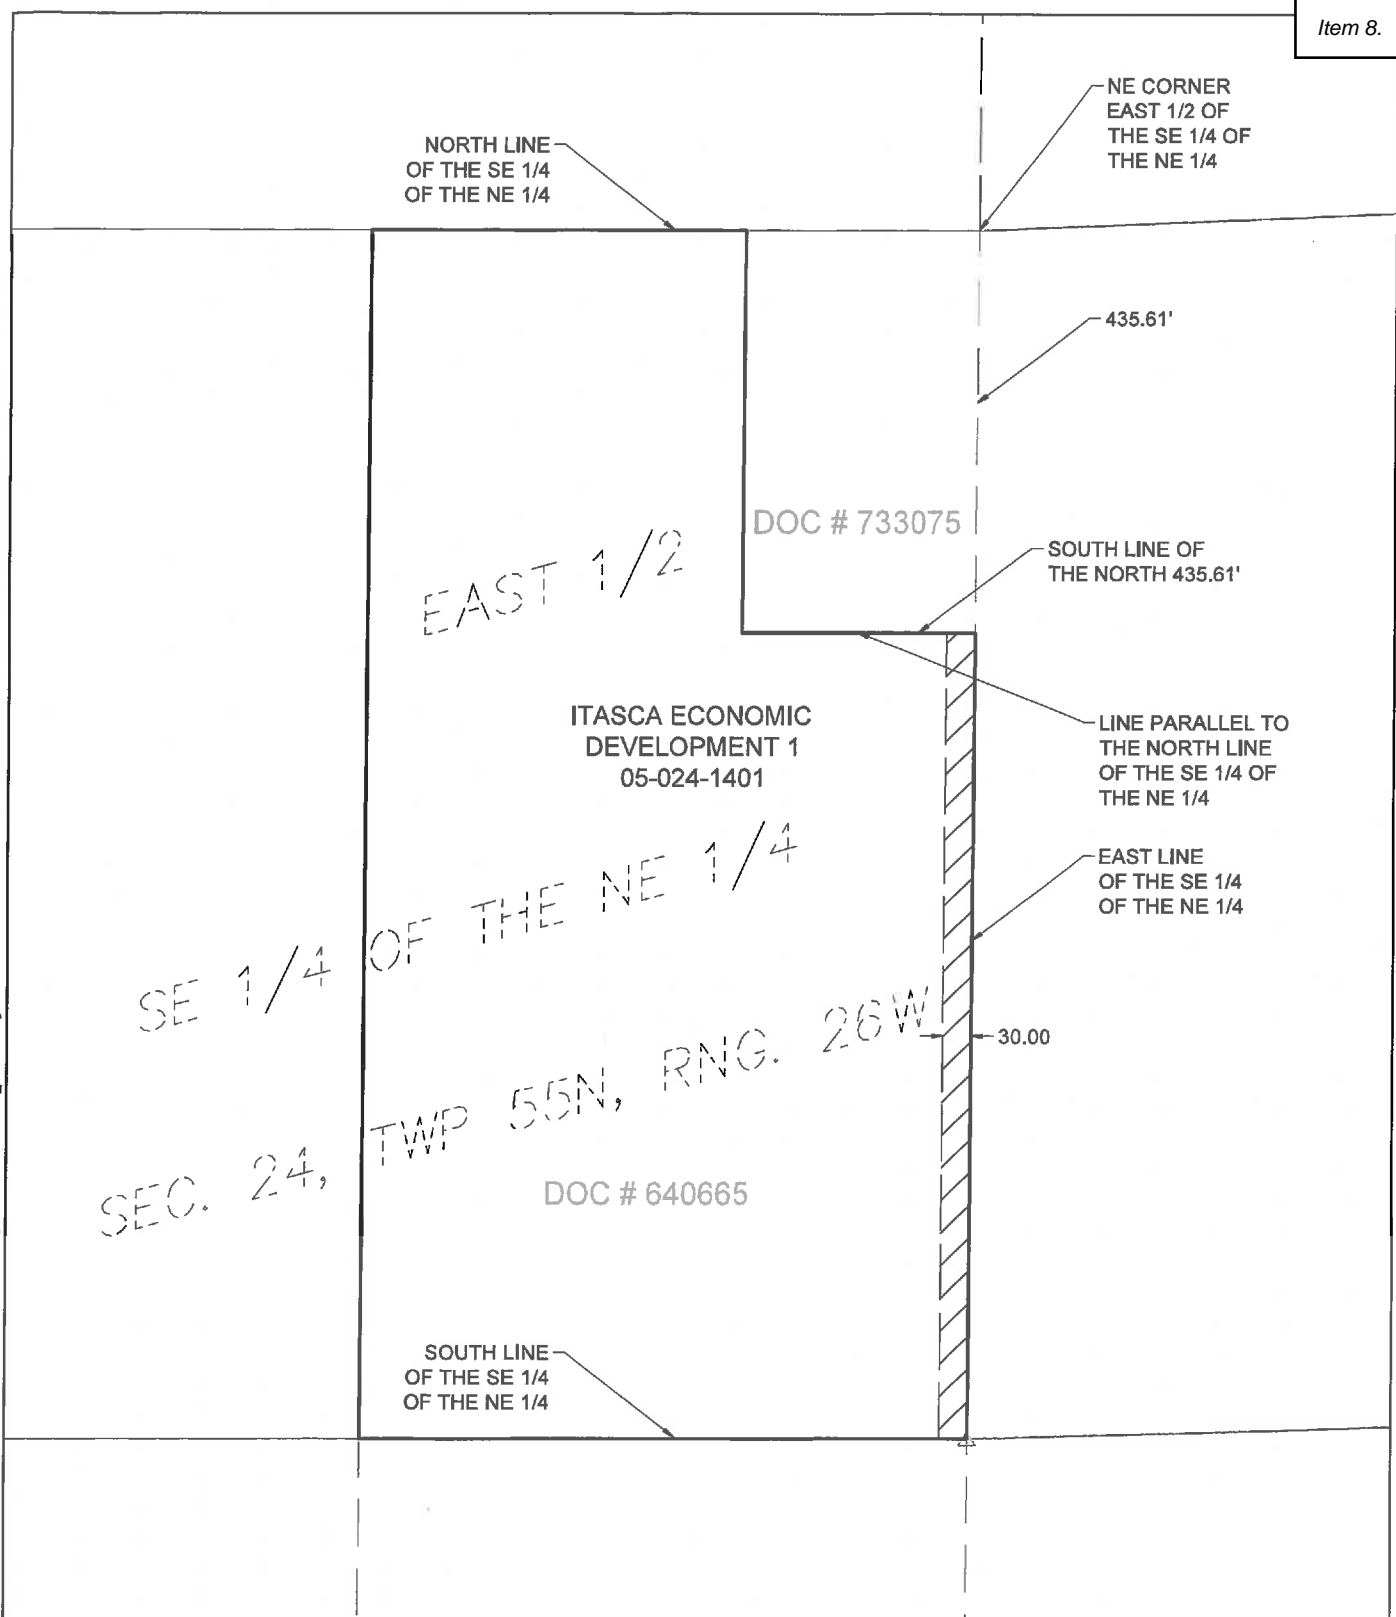 Item 8.
NE CORNER
EAST 1/2 OF
THE SE 1/4 OF
THE NE 1/4
NORTH LINE
OF THE SE 1/4
OF THE NE 1/4
435.61'
DOC # 733075
SOUTH LINE OF
THE NORTH 435.61'
EAST 1/2
ITASCA ECONOMIC
DEVELOPMENT 1
05-024-1401
LINE PARALLEL TO
THE NORTH LINE
OF THE SE 1/4 OF
THE NE 1/4
EAST LINE
OF THE SE 1/4
OF THE NE 1/4
SE 1/4 OF THE NE 1/4
30.00
SEC. 24, TWP 55N, RNG. 26W
DOC # 640665
SOUTH LINE
OF THE SE 1/4
OF THE NE 1/4